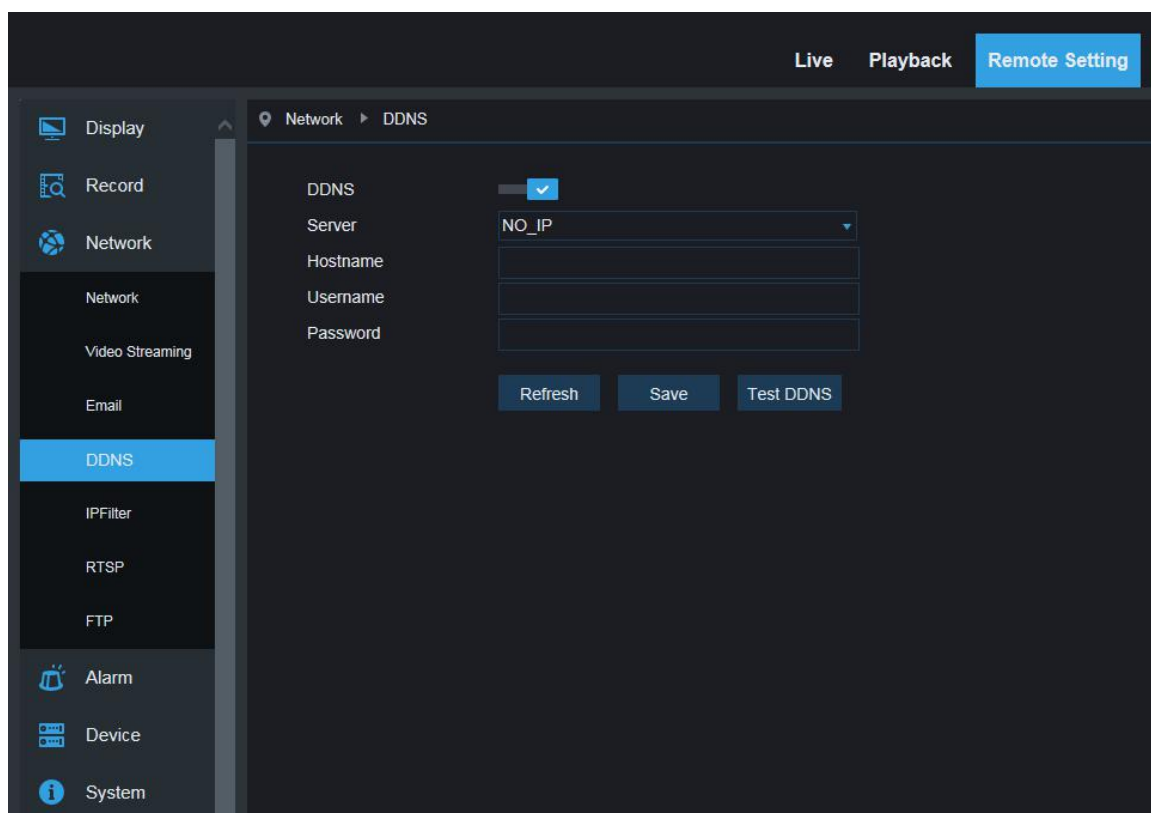 Live Playback Remote Setting
Display
Record
Network
Network
Video Streaming
Email
DDNS
IPFilter
RTSP
FTP
Alarm
Device
System
Network DDNS
DDNS
Server NO_IP
Hostname
Username
Password
Refresh Save Test DDNS